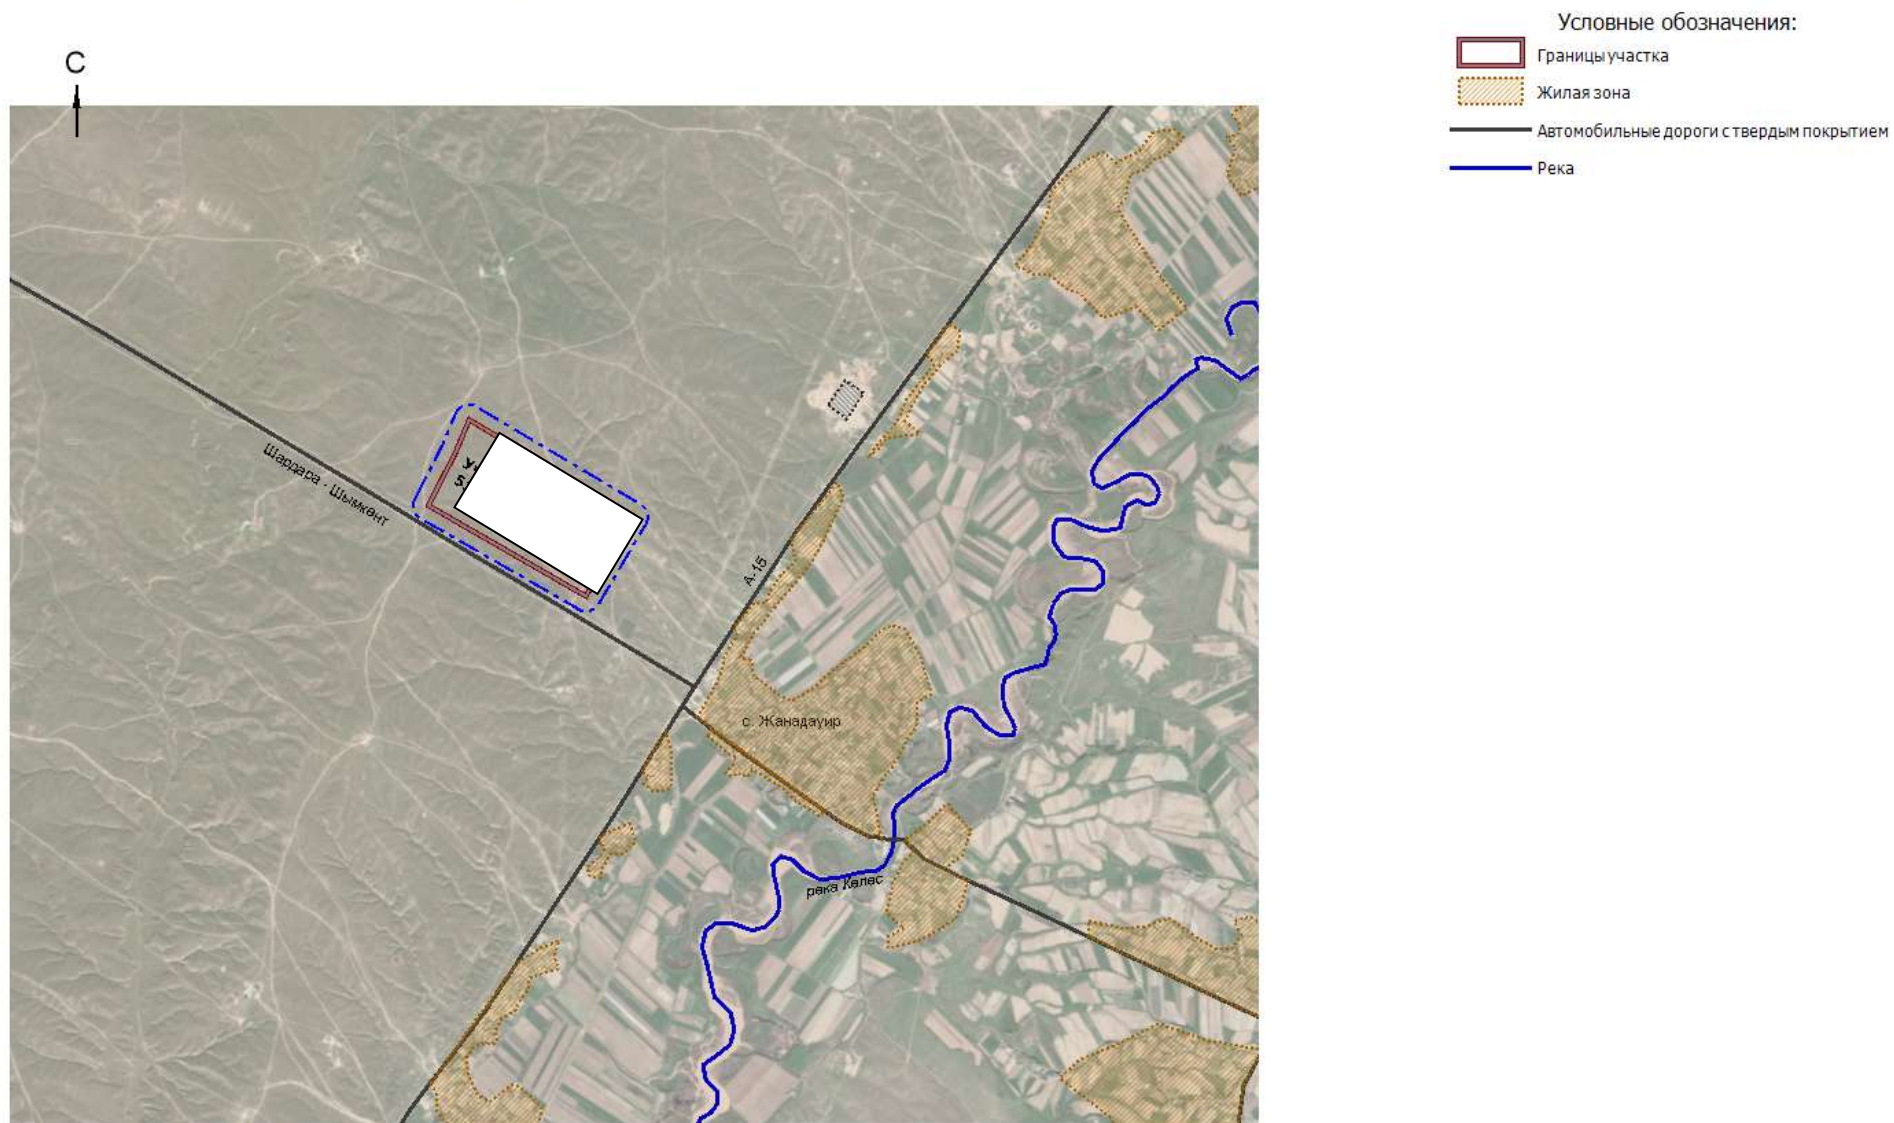 С
Условные обозначения:
Границы участка
Жилая зона
Автомобильные дороги с твердым покрытием
Река
Шардара - Шымкент
А-15
с. Жанадауир
река Келес